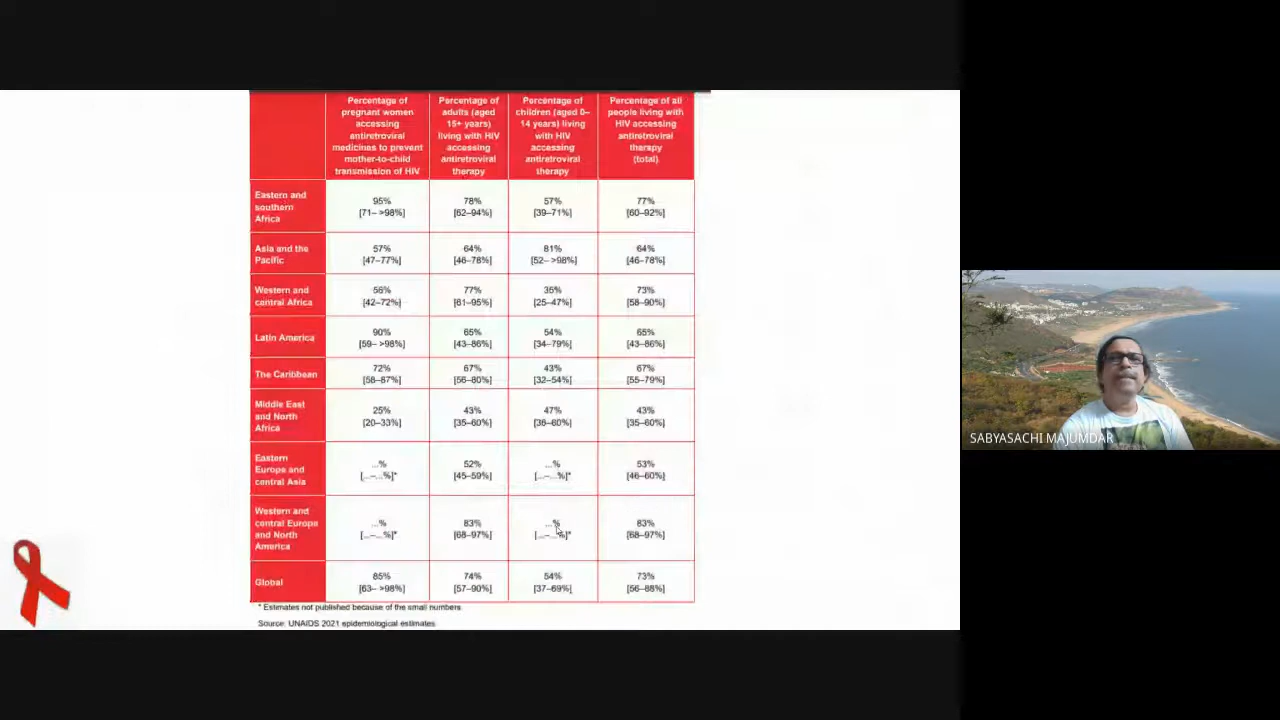 Percentage of
pregnant women
accessing
antiretroviral
medicines to prevent
mother-to-child
transmission of HIV
Percentage of
adults (aged
15+ years)
living with HIV
accessing
antiretroviral
therapy
Percentage of
children (aged 0–
14 years) living
with HIV
accessing
antiretroviral
therapy
Percentage of all
people living with
HIV accessing
antiretroviral
therapy
(total)
Eastern and
southern
Africa
95%
[71– >98%]
78%
[62–94%]
57%
[39–71%]
77%
[60–92%]
Asia and the
Pacific
57%
[47–77%]
64%
[46–78%]
81%
[52– >98%]
64%
[46–78%]
Western and
central Africa
56%
[42–72%]
77%
[61–95%]
35%
[25–47%]
73%
[58–90%]
Latin America
90%
[59– >98%]
65%
[43–86%]
54%
[34–79%]
65%
[43–86%]
The Caribbean
72%
[58–87%]
67%
[56–80%]
43%
[32–54%]
67%
[55–79%]
Middle East
and North
Africa
25%
[20–33%]
43%
[35–60%]
47%
[38–60%]
43%
[35–60%]
Eastern
Europe and
central Asia
...%
[...–...%]*
52%
[45–59%]
...%
[...–...%]*
53%
[46–60%]
Western and
central Europe
and North
America
...%
[...–...%]*
83%
[68–97%]
...%
[...–...%]*
83%
[68–97%]
Global
85%
[63– >98%]
74%
[57–90%]
54%
[37–69%]
73%
[56–88%]
* Estimates not published because of the small numbers
Source: UNAIDS 2021 epidemiological estimates
SABYASACHI MAJUMDAR